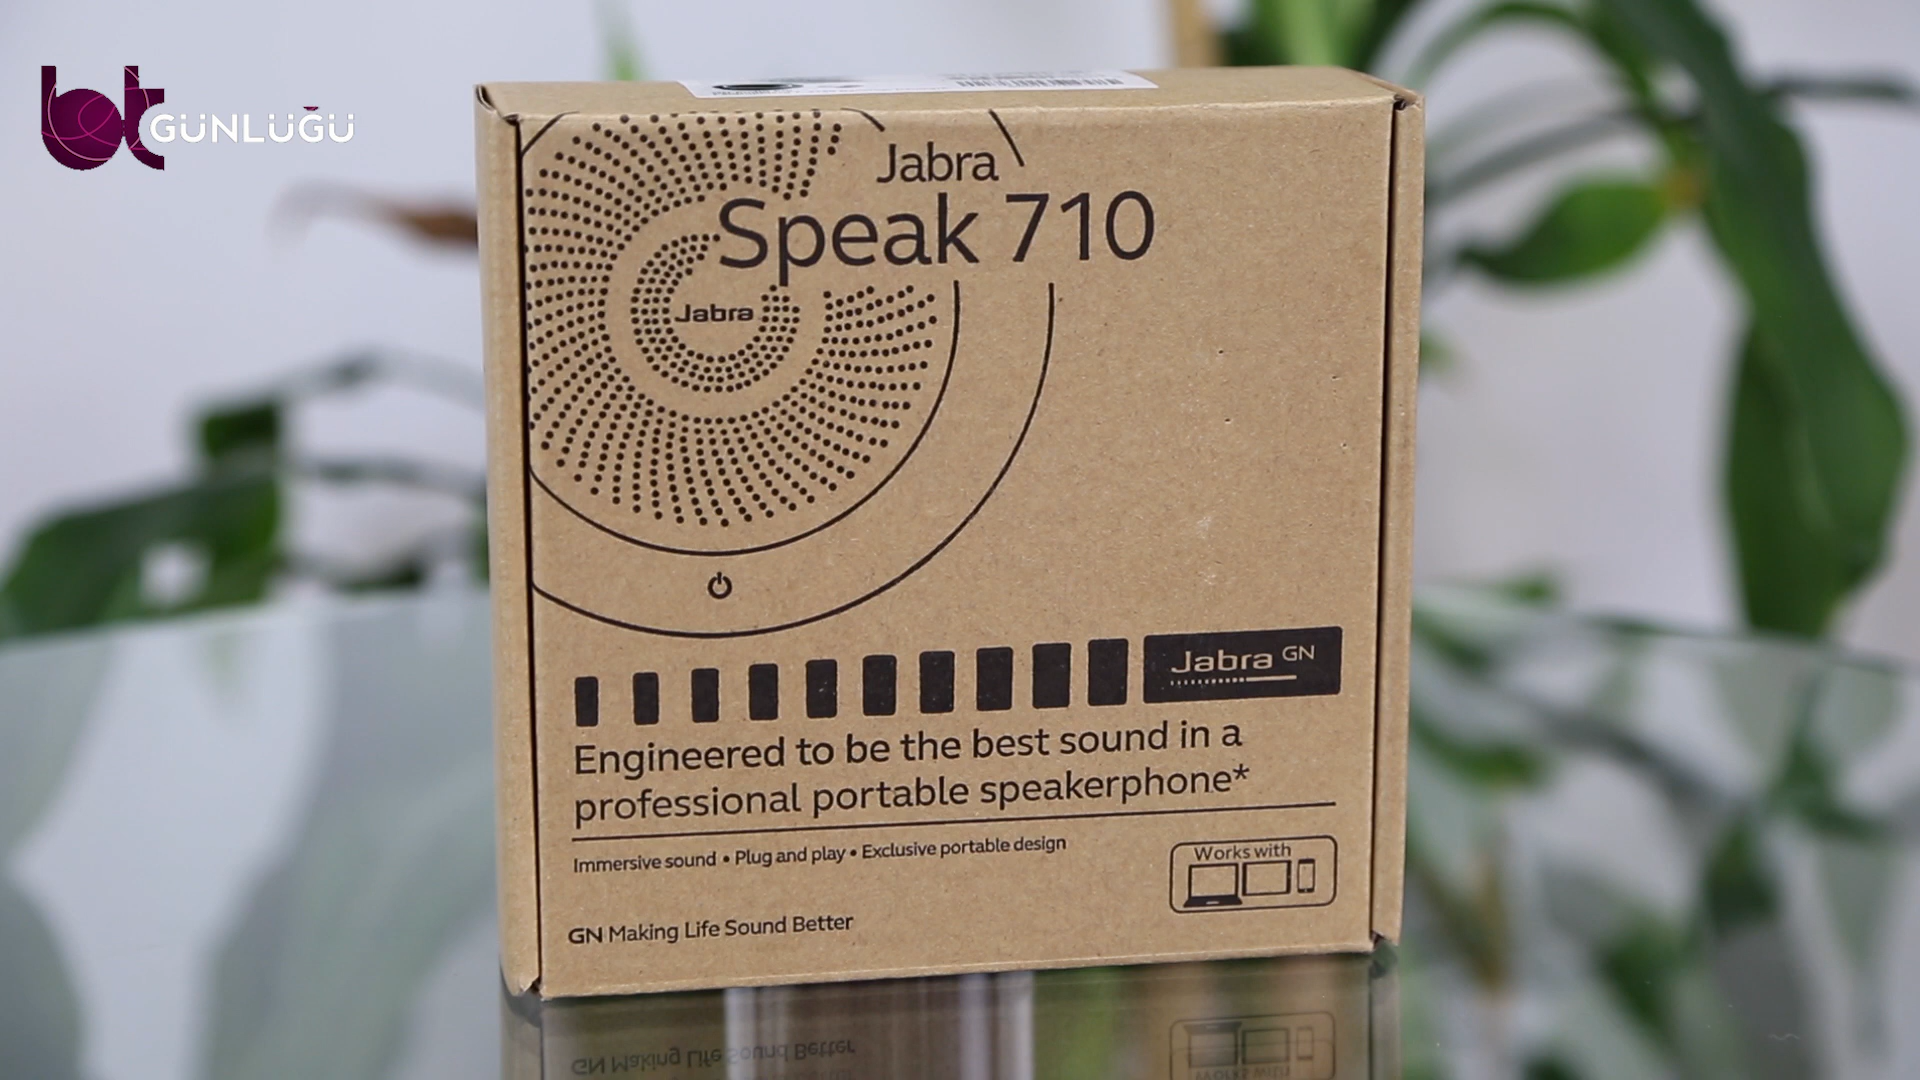 bt GÜNLÜĞÜ
Jabra
Speak 710
Jabra
Jabra GN
Engineered to be the best sound in a
professional portable speakerphone*
Immersive sound • Plug and play • Exclusive portable design
Works with
GN Making Life Sound Better